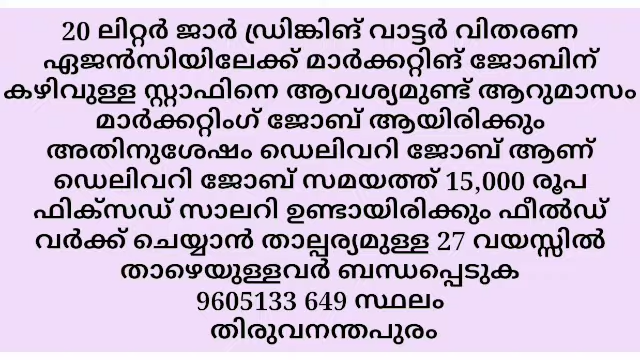 20 ലിറ്റർ ജാർ ഡ്രിങ്കിങ് വാട്ടർ വിതരണ
ഏജൻസിയിലേക്ക് മാർക്കറ്റിങ് ജോബിന്
കഴിവുള്ള സ്റ്റാഫിനെ ആവശ്യമുണ്ട് ആറുമാസം
മാർക്കറ്റിംഗ് ജോബ് ആയിരിക്കും
അതിനുശേഷം ഡെലിവറി ജോബ് ആണ്
ഡെലിവറി ജോബ് സമയത്ത് 15,000 രൂപ
ഫിക്സഡ് സാലറി ഉണ്ടായിരിക്കും ഫീൽഡ്
വർക്ക് ചെയ്യാൻ താല്പര്യമുള്ള 27 വയസ്സിൽ
താഴെയുള്ളവർ ബന്ധപ്പെടുക
9605133 649 സ്ഥലം
തിരുവനന്തപുരം